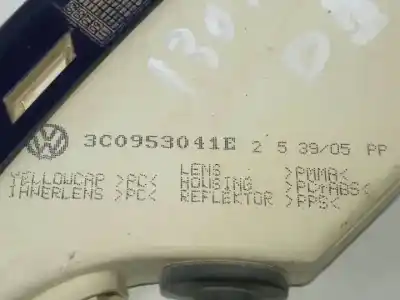 3C0953041E 2 5 39/05 PP
YELLOWCAP >PC< LENS >PMMA<
INNERLENS >PC< HOUSING >PC+ABS<
REFLEKTOR >PPS<